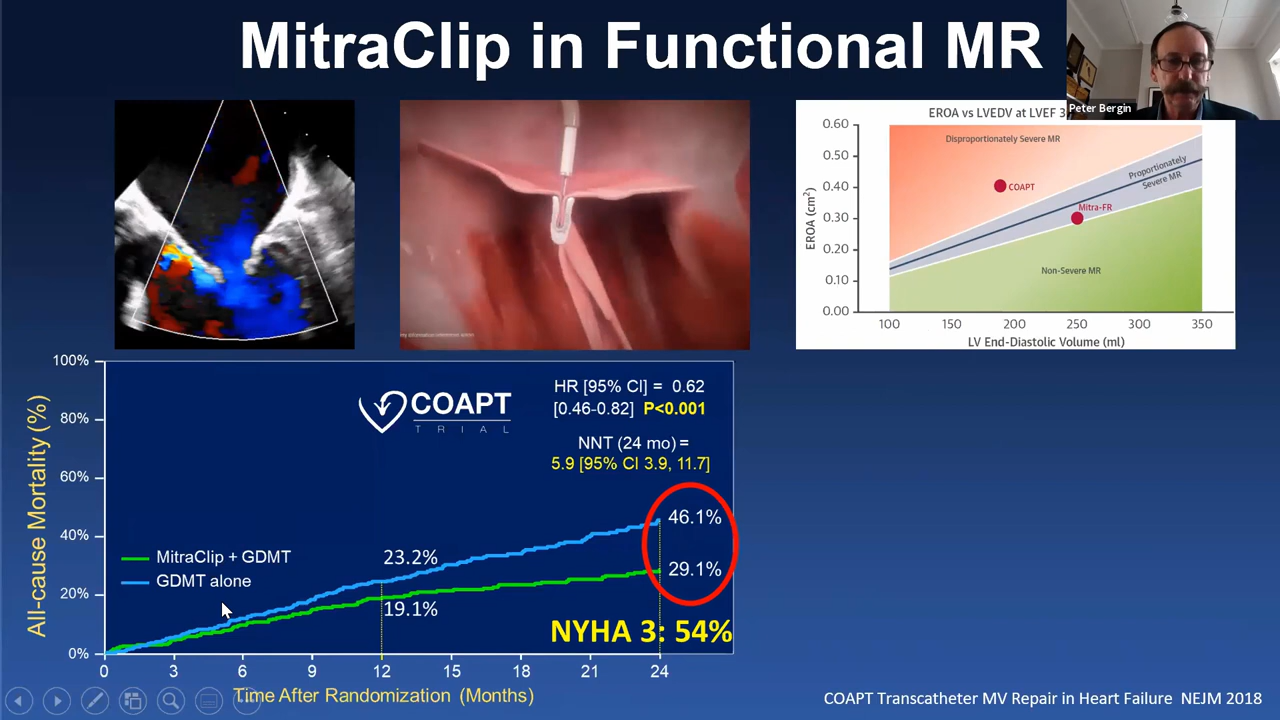 MitraClip in Functional MR
Peter Bergin
EROA vs LVEDV at LVEF 3
0.60
0.50
0.40
0.30
0.20
0.10
0.00
EROA (cm²)
Disproportionately Severe MR
COAPT
Proportionately
Severe MR
Mitra-FR
Non-Severe MR
100 150 200 250 300 350
LV End-Diastolic Volume (ml)
100%
80%
60%
40%
20%
0%
All-cause Mortality (%)
COAPT
TRIAL
HR [95% CI] = 0.62
[0.46-0.82] P<0.001
NNT (24 mo) =
5.9 [95% CI 3.9, 11.7]
46.1%
29.1%
MitraClip + GDMT
GDMT alone
23.2%
19.1%
NYHA 3: 54%
0 3 6 9 12 15 18 21 24
Time After Randomization (Months)
COAPT Transcatheter MV Repair in Heart Failure NEJM 2018